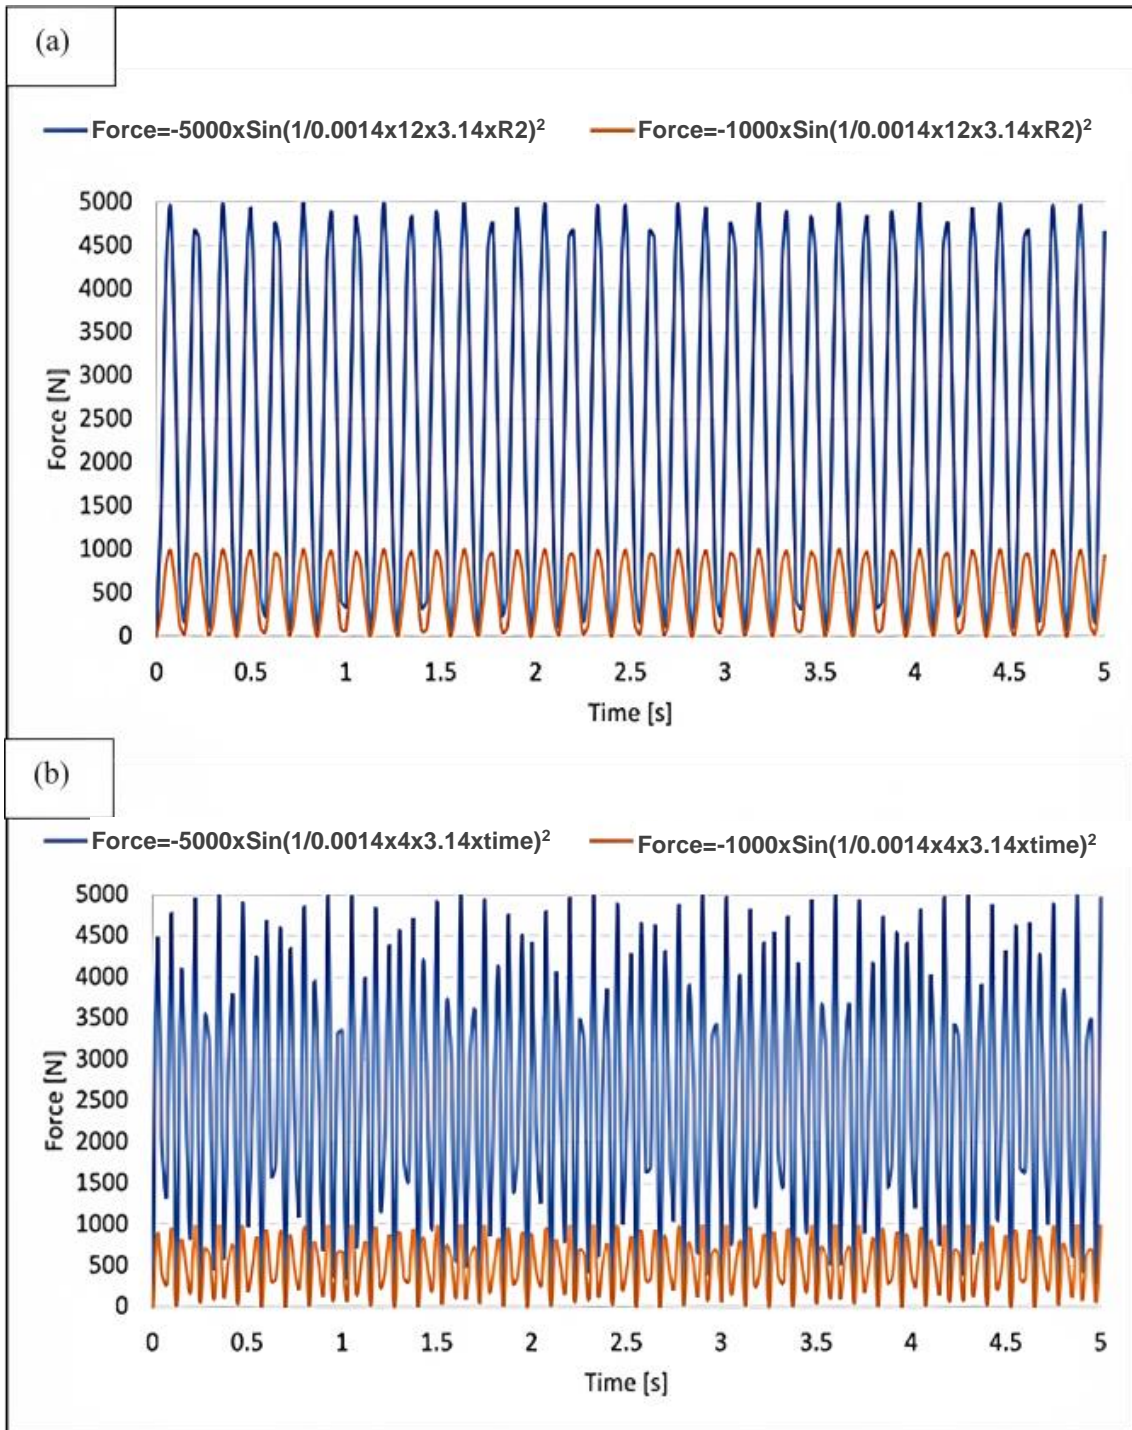 (a)
Force=-5000xSin(1/0.0014x12x3.14xR2)² Force=-1000xSin(1/0.0014x12x3.14xR2)²
5000
4500
4000
3500
3000
2500
2000
1500
1000
500
0
Force [N]
0 0.5 1 1.5 2 2.5 3 3.5 4 4.5 5
Time [s]
(b)
Force=-5000xSin(1/0.0014x4x3.14xtime)² Force=-1000xSin(1/0.0014x4x3.14xtime)²
5000
4500
4000
3500
3000
2500
2000
1500
1000
500
0
Force [N]
0 0.5 1 1.5 2 2.5 3 3.5 4 4.5 5
Time [s]